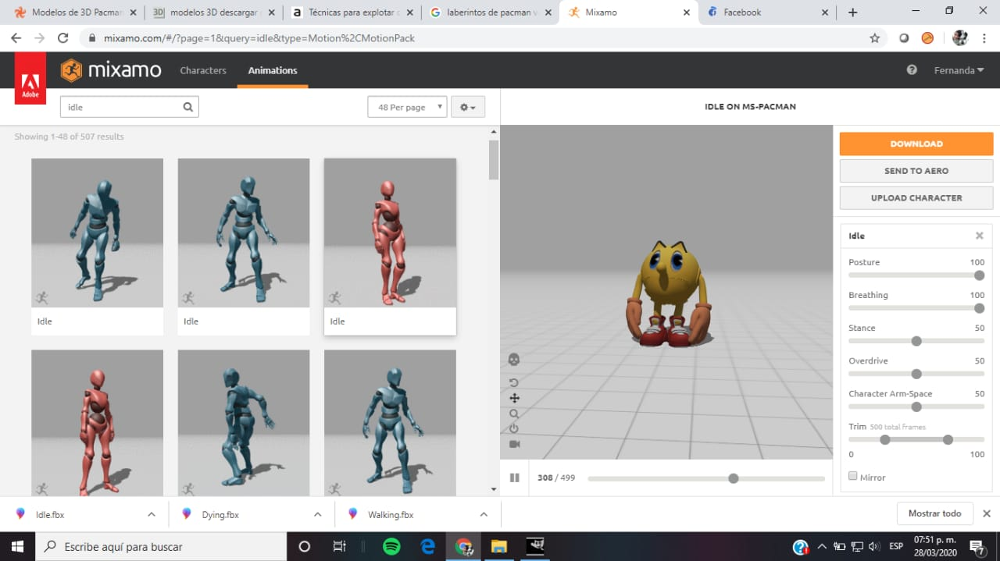 Modelos de 3D Pacma
modelos 3D descargar
Técnicas para explotar
laberintos de pacman v
Mixamo
Facebook
mixamo.com/#/?page=1&query=idle&type=Motion%2CMotionPack
Adobe
mixamo
Characters
Animations
Fernanda
idle
48 Per page
IDLE ON MS-PACMAN
Showing 1-48 of 507 results
DOWNLOAD
SEND TO AERO
UPLOAD CHARACTER
Idle
Idle
Idle
Idle
Posture 100
Breathing 100
Stance 50
Overdrive 50
Character Arm-Space 50
Trim 500 total frames
0 100
Mirror
308 / 499
Idle.fbx
Dying.fbx
Walking.fbx
Mostrar todo
Escribe aquí para buscar
ESP
07:51 p. m.
28/03/2020
7